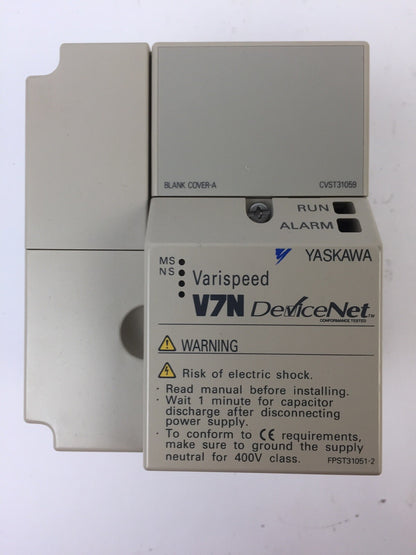 BLANK COVER-A CVST31059
RUN
ALARM
YASKAWA
MS
NS
Varispeed
V7N DeviceNet™
CONFORMANCE TESTED
WARNING
Risk of electric shock.
· Read manual before installing.
· Wait 1 minute for capacitor
discharge after disconnecting
power supply.
· To conform to CE requirements,
make sure to ground the supply
neutral for 400V class.
FPST31051-2